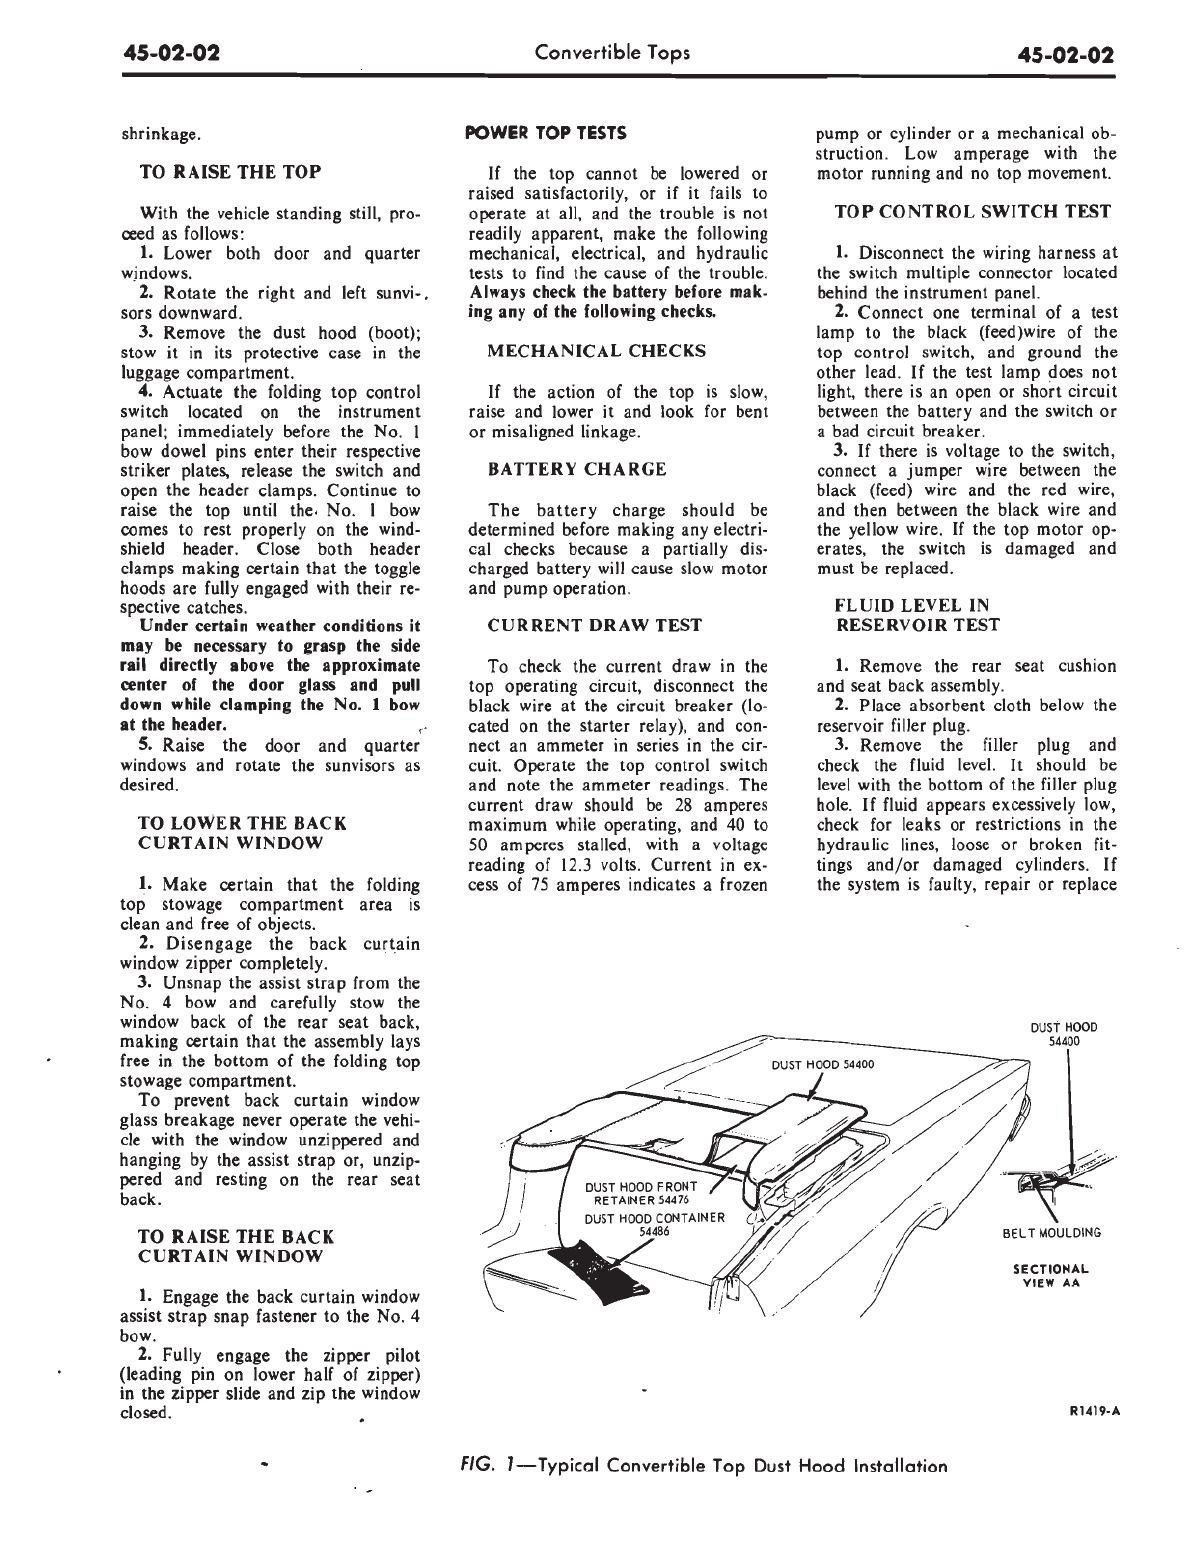 45-02-02
Convertible Tops
45-02-02
shrinkage.
TO RAISE THE TOP
With the vehicle standing still, pro-
ceed as follows:
1. Lower both door and quarter
windows.
2. Rotate the right and left sunvi-
sors downward.
3. Remove the dust hood (boot);
stow it in its protective case in the
luggage compartment.
4. Actuate the folding top control
switch located on the instrument
panel; immediately before the No. 1
bow dowel pins enter their respective
striker plates, release the switch and
open the header clamps. Continue to
raise the top until the No. 1 bow
comes to rest properly on the wind-
shield header. Close both header
clamps making certain that the toggle
hoods are fully engaged with their re-
spective catches.
Under certain weather conditions it
may be necessary to grasp the side
rail directly above the approximate
center of the door glass and pull
down while clamping the No. 1 bow
at the header.
5. Raise the door and quarter
windows and rotate the sunvisors as
desired.
TO LOWER THE BACK
CURTAIN WINDOW
1. Make certain that the folding
top stowage compartment area is
clean and free of objects.
2. Disengage the back curtain
window zipper completely.
3. Unsnap the assist strap from the
No. 4 bow and carefully stow the
window back of the rear seat back,
making certain that the assembly lays
free in the bottom of the folding top
stowage compartment.
To prevent back curtain window
glass breakage never operate the vehi-
cle with the window unzippered and
hanging by the assist strap or, unzip-
pered and resting on the rear seat
back.
TO RAISE THE BACK
CURTAIN WINDOW
1. Engage the back curtain window
assist strap snap fastener to the No. 4
bow.
2. Fully engage the zipper pilot
(leading pin on lower half of zipper)
in the zipper slide and zip the window
closed.
POWER TOP TESTS
If the top cannot be lowered or
raised satisfactorily, or if it fails to
operate at all, and the trouble is not
readily apparent, make the following
mechanical, electrical, and hydraulic
tests to find the cause of the trouble.
Always check the battery before mak-
ing any of the following checks.
MECHANICAL CHECKS
If the action of the top is slow,
raise and lower it and look for bent
or misaligned linkage.
BATTERY CHARGE
The battery charge should be
determined before making any electri-
cal checks because a partially dis-
charged battery will cause slow motor
and pump operation.
CURRENT DRAW TEST
To check the current draw in the
top operating circuit, disconnect the
black wire at the circuit breaker (lo-
cated on the starter relay), and con-
nect an ammeter in series in the cir-
cuit. Operate the top control switch
and note the ammeter readings. The
current draw should be 28 amperes
maximum while operating, and 40 to
50 amperes stalled, with a voltage
reading of 12.3 volts. Current in ex-
cess of 75 amperes indicates a frozen
pump or cylinder or a mechanical ob-
struction. Low amperage with the
motor running and no top movement.
TOP CONTROL SWITCH TEST
1. Disconnect the wiring harness at
the switch multiple connector located
behind the instrument panel.
2. Connect one terminal of a test
lamp to the black (feed)wire of the
top control switch, and ground the
other lead. If the test lamp does not
light, there is an open or short circuit
between the battery and the switch or
a bad circuit breaker.
3. If there is voltage to the switch,
connect a jumper wire between the
black (feed) wire and the red wire,
and then between the black wire and
the yellow wire. If the top motor op-
erates, the switch is damaged and
must be replaced.
FLUID LEVEL IN
RESERVOIR TEST
1. Remove the rear seat cushion
and seat back assembly.
2. Place absorbent cloth below the
reservoir filler plug.
3. Remove the filler plug and
check the fluid level. It should be
level with the bottom of the filler plug
hole. If fluid appears excessively low,
check for leaks or restrictions in the
hydraulic lines, loose or broken fit-
tings and/or damaged cylinders. If
the system is faulty, repair or replace
DUST HOOD
54400
DUST HOOD 54400
DUST HOOD FRONT
RETAINER 54476
DUST HOOD CONTAINER
54486
BELT MOULDING
SECTIONAL
VIEW AA
R1419-A
FIG. 1—Typical Convertible Top Dust Hood Installation